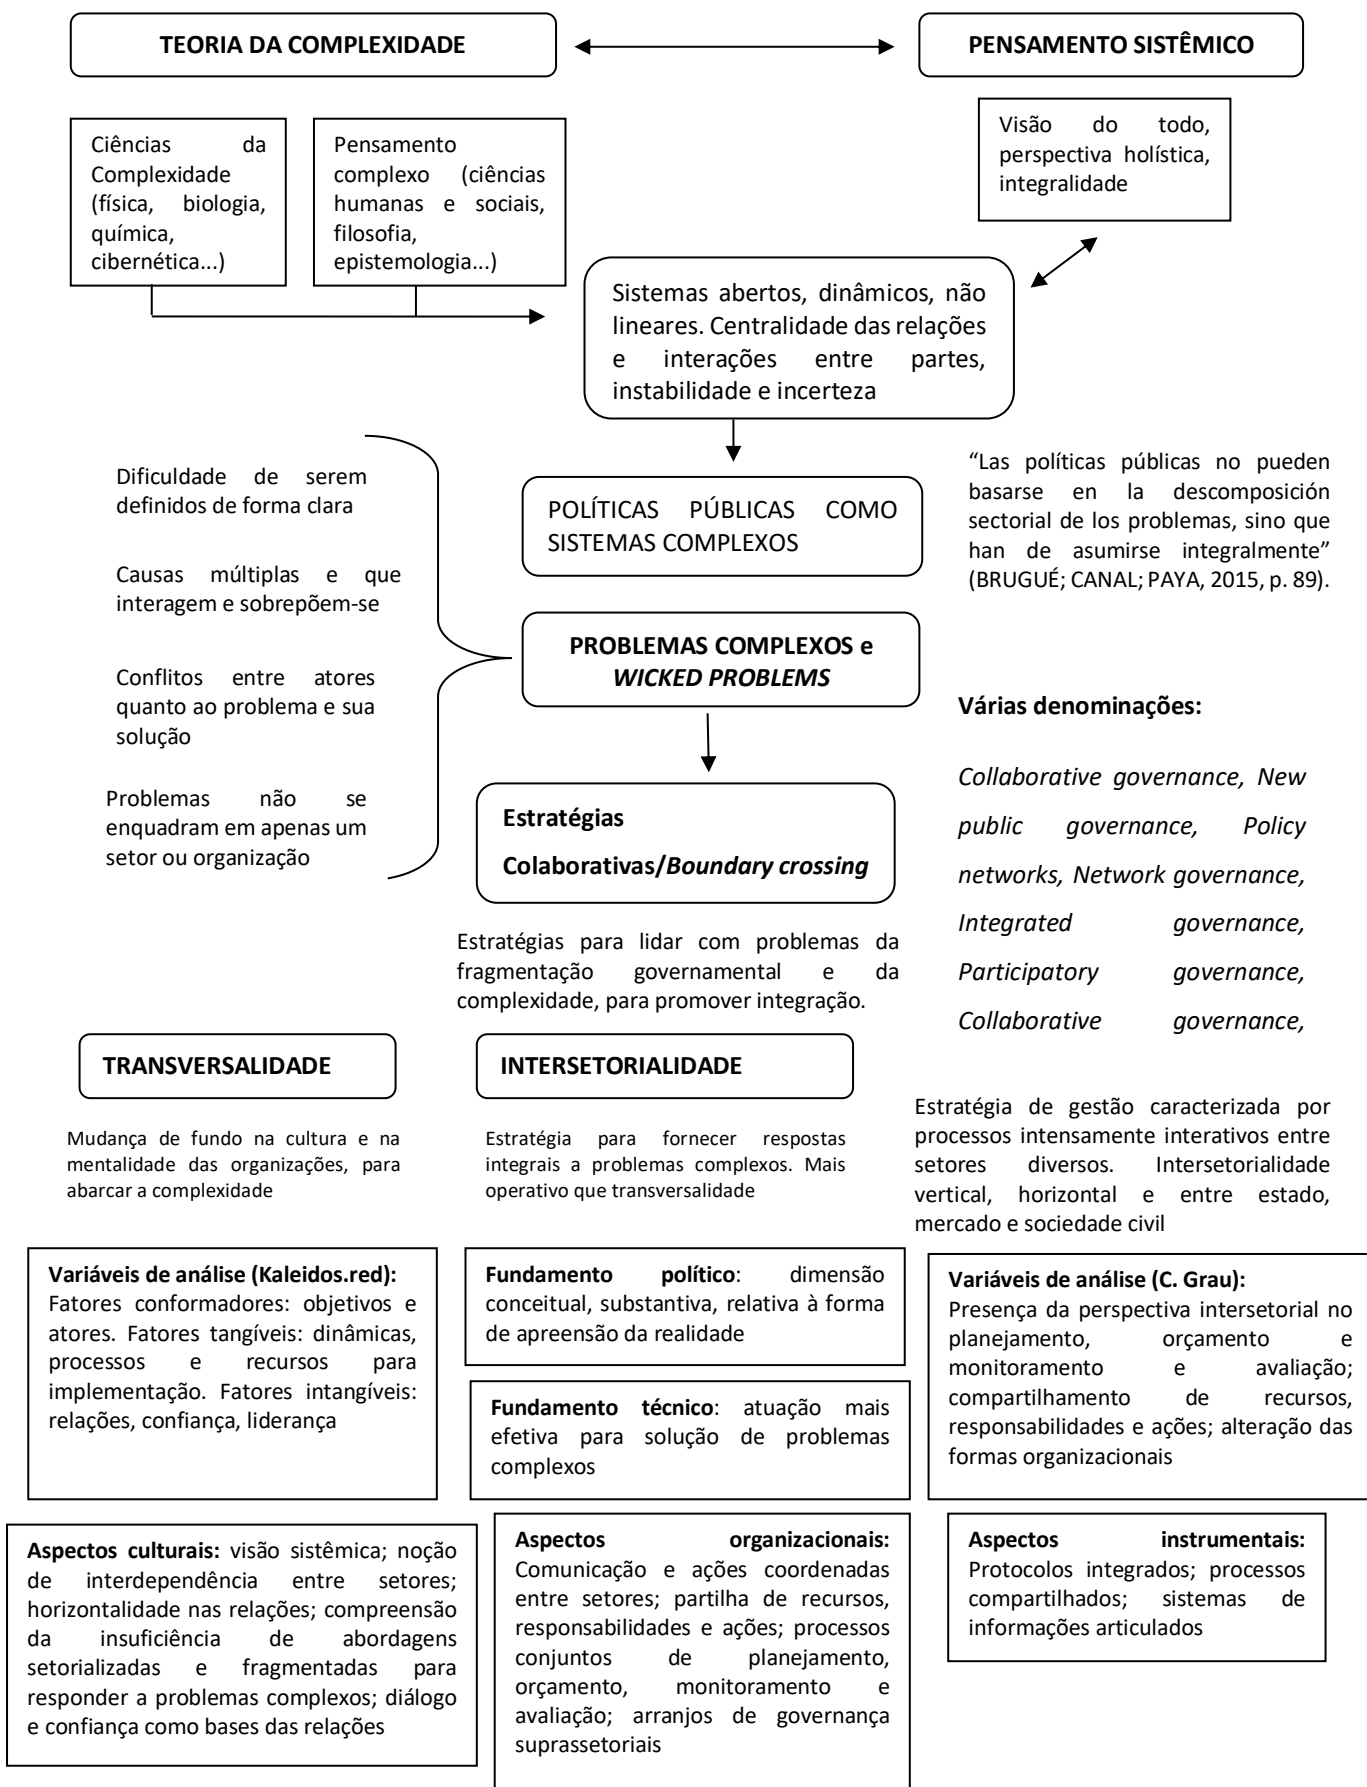 TEORIA DA COMPLEXIDADE
PENSAMENTO SISTÊMICO
Ciências da
Complexidade
(física, biologia,
química,
cibernética...)
Pensamento
complexo (ciências
humanas e sociais,
filosofia,
epistemologia...)
Visão do todo,
perspectiva holística,
integralidade
Sistemas abertos, dinâmicos, não
lineares. Centralidade das relações
e interações entre partes,
instabilidade e incerteza
Dificuldade de serem
definidos de forma clara
Causas múltiplas e que
interagem e sobrepõem-se
Conflitos entre atores
quanto ao problema e sua
solução
Problemas não se
enquadram em apenas um
setor ou organização
POLÍTICAS PÚBLICAS COMO
SISTEMAS COMPLEXOS
“Las políticas públicas no pueden
basarse en la descomposición
sectorial de los problemas, sino que
han de asumirse integralmente”
(BRUGUÉ; CANAL; PAYA, 2015, p. 89).
PROBLEMAS COMPLEXOS e
WICKED PROBLEMS
Estratégias
Colaborativas/Boundary crossing
Várias denominações:
Collaborative governance, New
public governance, Policy
networks, Network governance,
Integrated governance,
Participatory governance,
Collaborative governance,
Estratégias para lidar com problemas da
fragmentação governamental e da
complexidade, para promover integração.
TRANSVERSALIDADE
INTERSETORIALIDADE
Mudança de fundo na cultura e na
mentalidade das organizações, para
abarcar a complexidade
Estratégia para fornecer respostas
integrais a problemas complexos. Mais
operativo que transversalidade
Estratégia de gestão caracterizada por
processos intensamente interativos entre
setores diversos. Intersetorialidade
vertical, horizontal e entre estado,
mercado e sociedade civil
Variáveis de análise (Kaleidos.red):
Fatores conformadores: objetivos e
atores. Fatores tangíveis: dinâmicas,
processos e recursos para
implementação. Fatores intangíveis:
relações, confiança, liderança
Fundamento político: dimensão
conceitual, substantiva, relativa à forma
de apreensão da realidade
Fundamento técnico: atuação mais
efetiva para solução de problemas
complexos
Variáveis de análise (C. Grau):
Presença da perspectiva intersetorial no
planejamento, orçamento e
monitoramento e avaliação;
compartilhamento de recursos,
responsabilidades e ações; alteração das
formas organizacionais
Aspectos culturais: visão sistêmica; noção
de interdependência entre setores;
horizontalidade nas relações; compreensão
da insuficiência de abordagens
setorializadas e fragmentadas para
responder a problemas complexos; diálogo
e confiança como bases das relações
Aspectos organizacionais:
Comunicação e ações coordenadas
entre setores; partilha de recursos,
responsabilidades e ações; processos
conjuntos de planejamento,
orçamento, monitoramento e
avaliação; arranjos de governança
suprassetoriais
Aspectos instrumentais:
Protocolos integrados; processos
compartilhados; sistemas de
informações articulados